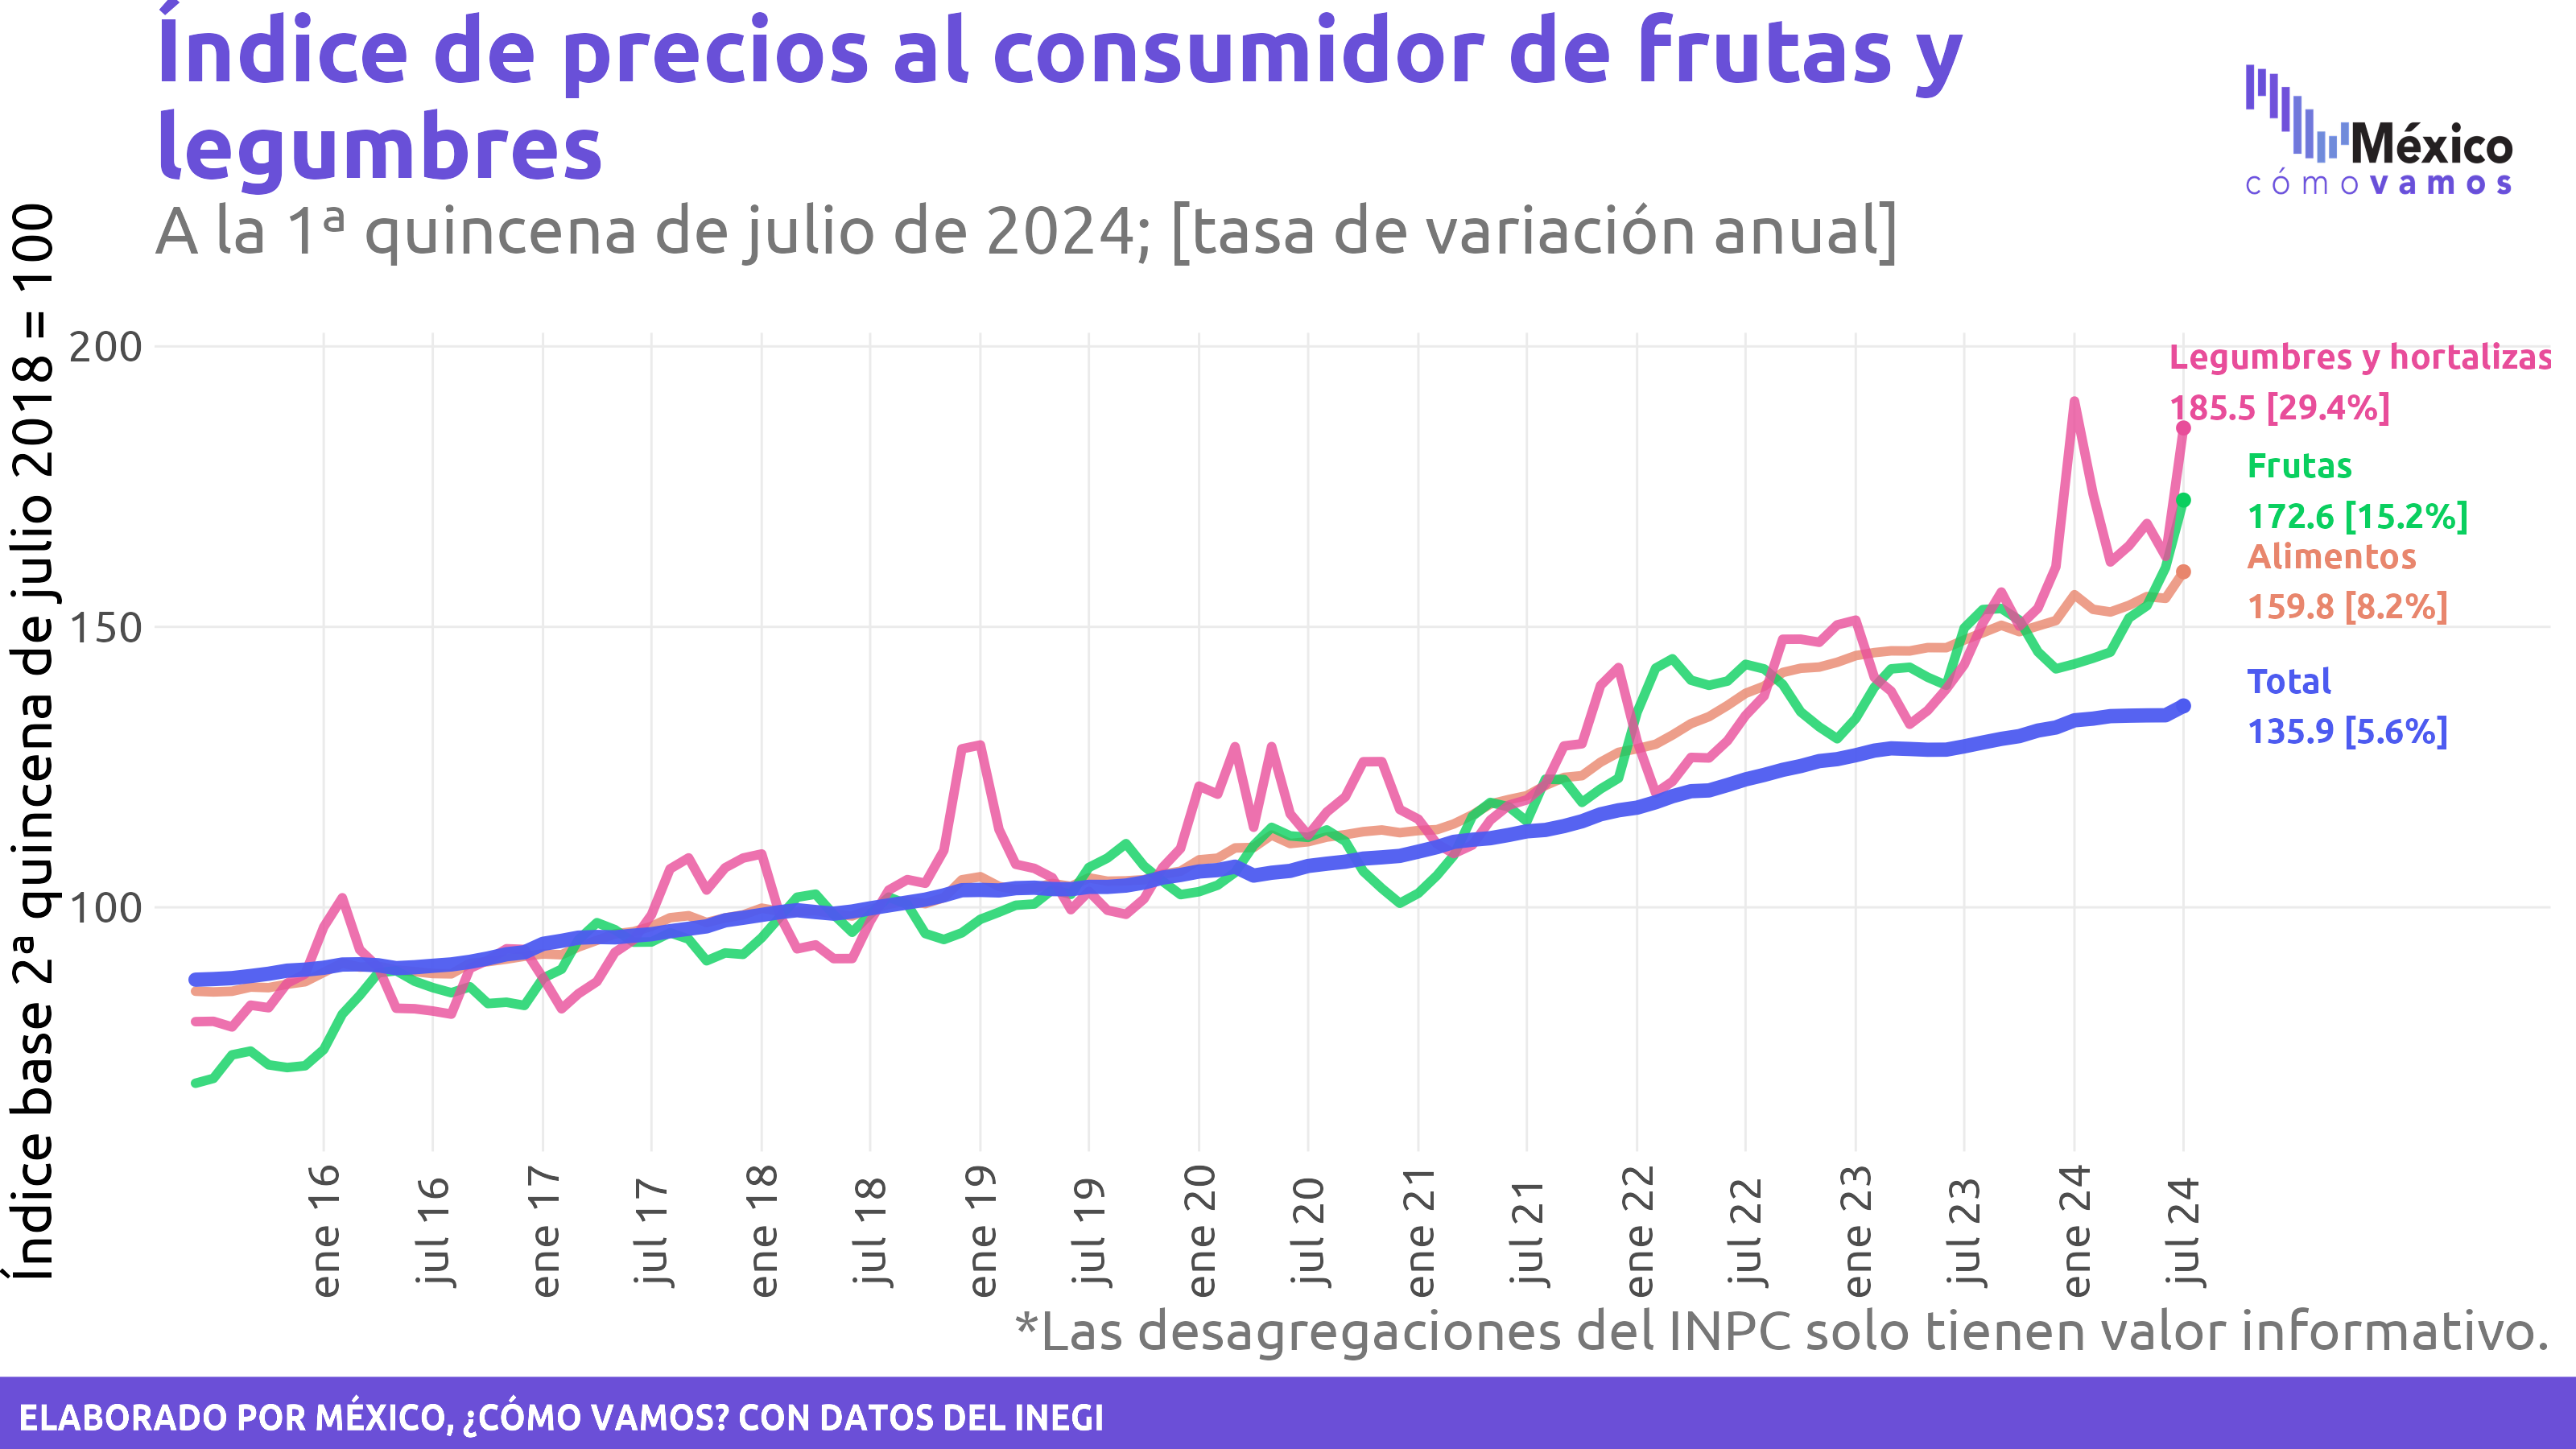 Índice de precios al consumidor de frutas y
legumbres
A la 1ª quincena de julio de 2024; [tasa de variación anual]
México
cómo vamos
Índice base 2ª quincena de julio 2018 = 100
200
150
100
Legumbres y hortalizas
185.5 [29.4%]
Frutas
172.6 [15.2%]
Alimentos
159.8 [8.2%]
Total
135.9 [5.6%]
ene 16
jul 16
ene 17
jul 17
ene 18
jul 18
ene 19
jul 19
ene 20
jul 20
ene 21
jul 21
ene 22
jul 22
ene 23
jul 23
ene 24
jul 24
*Las desagregaciones del INPC solo tienen valor informativo.
ELABORADO POR MÉXICO, ¿CÓMO VAMOS? CON DATOS DEL INEGI